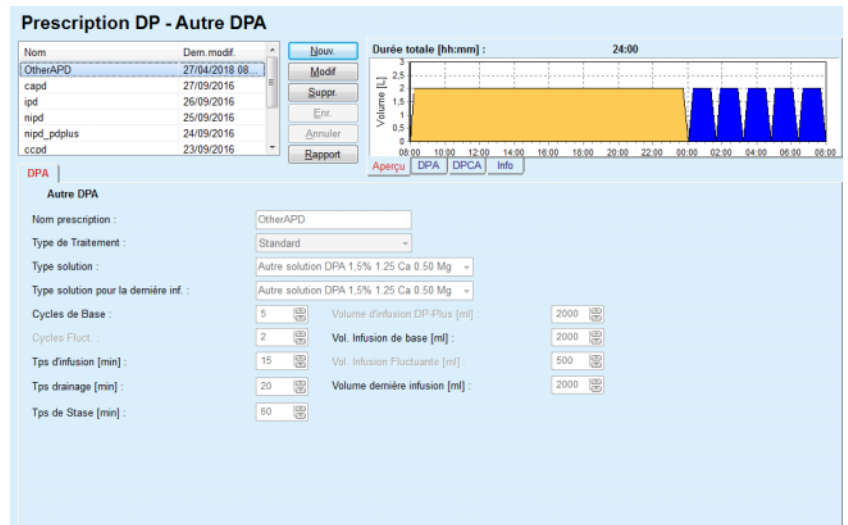 Prescription DP - Autre DPA
Nom Dern.modif.
OtherAPD 27/04/2018 08...
capd 27/09/2016
ipd 26/09/2016
nipd 25/09/2016
nipd_pdplus 24/09/2016
ccpd 23/09/2016
Nouv.
Modif
Suppr.
Enr.
Annuler
Rapport
Durée totale [hh:mm] : 24:00
Volume [L]
3
2,5
2
1,5
1
0,5
0
08:00 10:00 12:00 14:00 16:00 18:00 20:00 22:00 00:00 02:00 04:00 06:00 08:00
Aperçu DPA DPCA Info
DPA
Autre DPA
Nom prescription : OtherAPD
Type de Traitement : Standard
Type solution : Autre solution DPA 1,5% 1.25 Ca 0.50 Mg
Type solution pour la dernière inf. : Autre solution DPA 1,5% 1.25 Ca 0.50 Mg
Cycles de Base : 5 Volume d'infusion DP-Plus [ml] : 2000
Cycles Fluct. : 2 Vol. Infusion de base [ml] : 2000
Tps d'infusion [min] : 15 Vol. Infusion Fluctuante [ml] : 500
Tps drainage [min] : 20 Volume dernière infusion [ml] : 2000
Tps de Stase [min] : 60